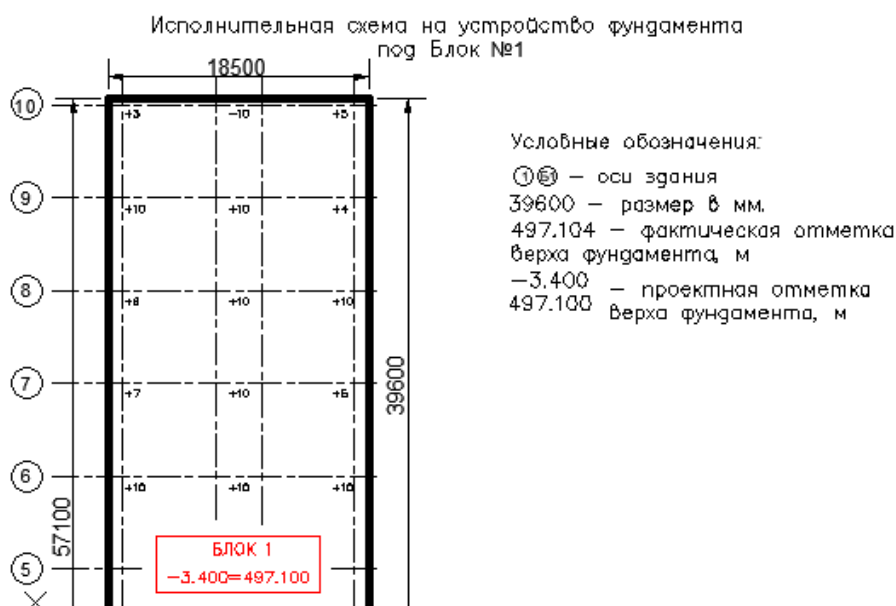 Исполнительная схема на устройство фундамента
под Блок №1
18500
10
+3
-10
+5
9
+10
+10
+4
8
+8
+10
+10
7
+7
+10
+6
39600
6
+10
+10
+10
57100
БЛОК 1
-3.400=497.100
5
Условные обозначения:
1 Б1 – оси здания
39600 – размер в мм.
497.104 – фактическая отметка
верха фундамента, м
-3.400
497.100 – проектная отметка
верха фундамента, м